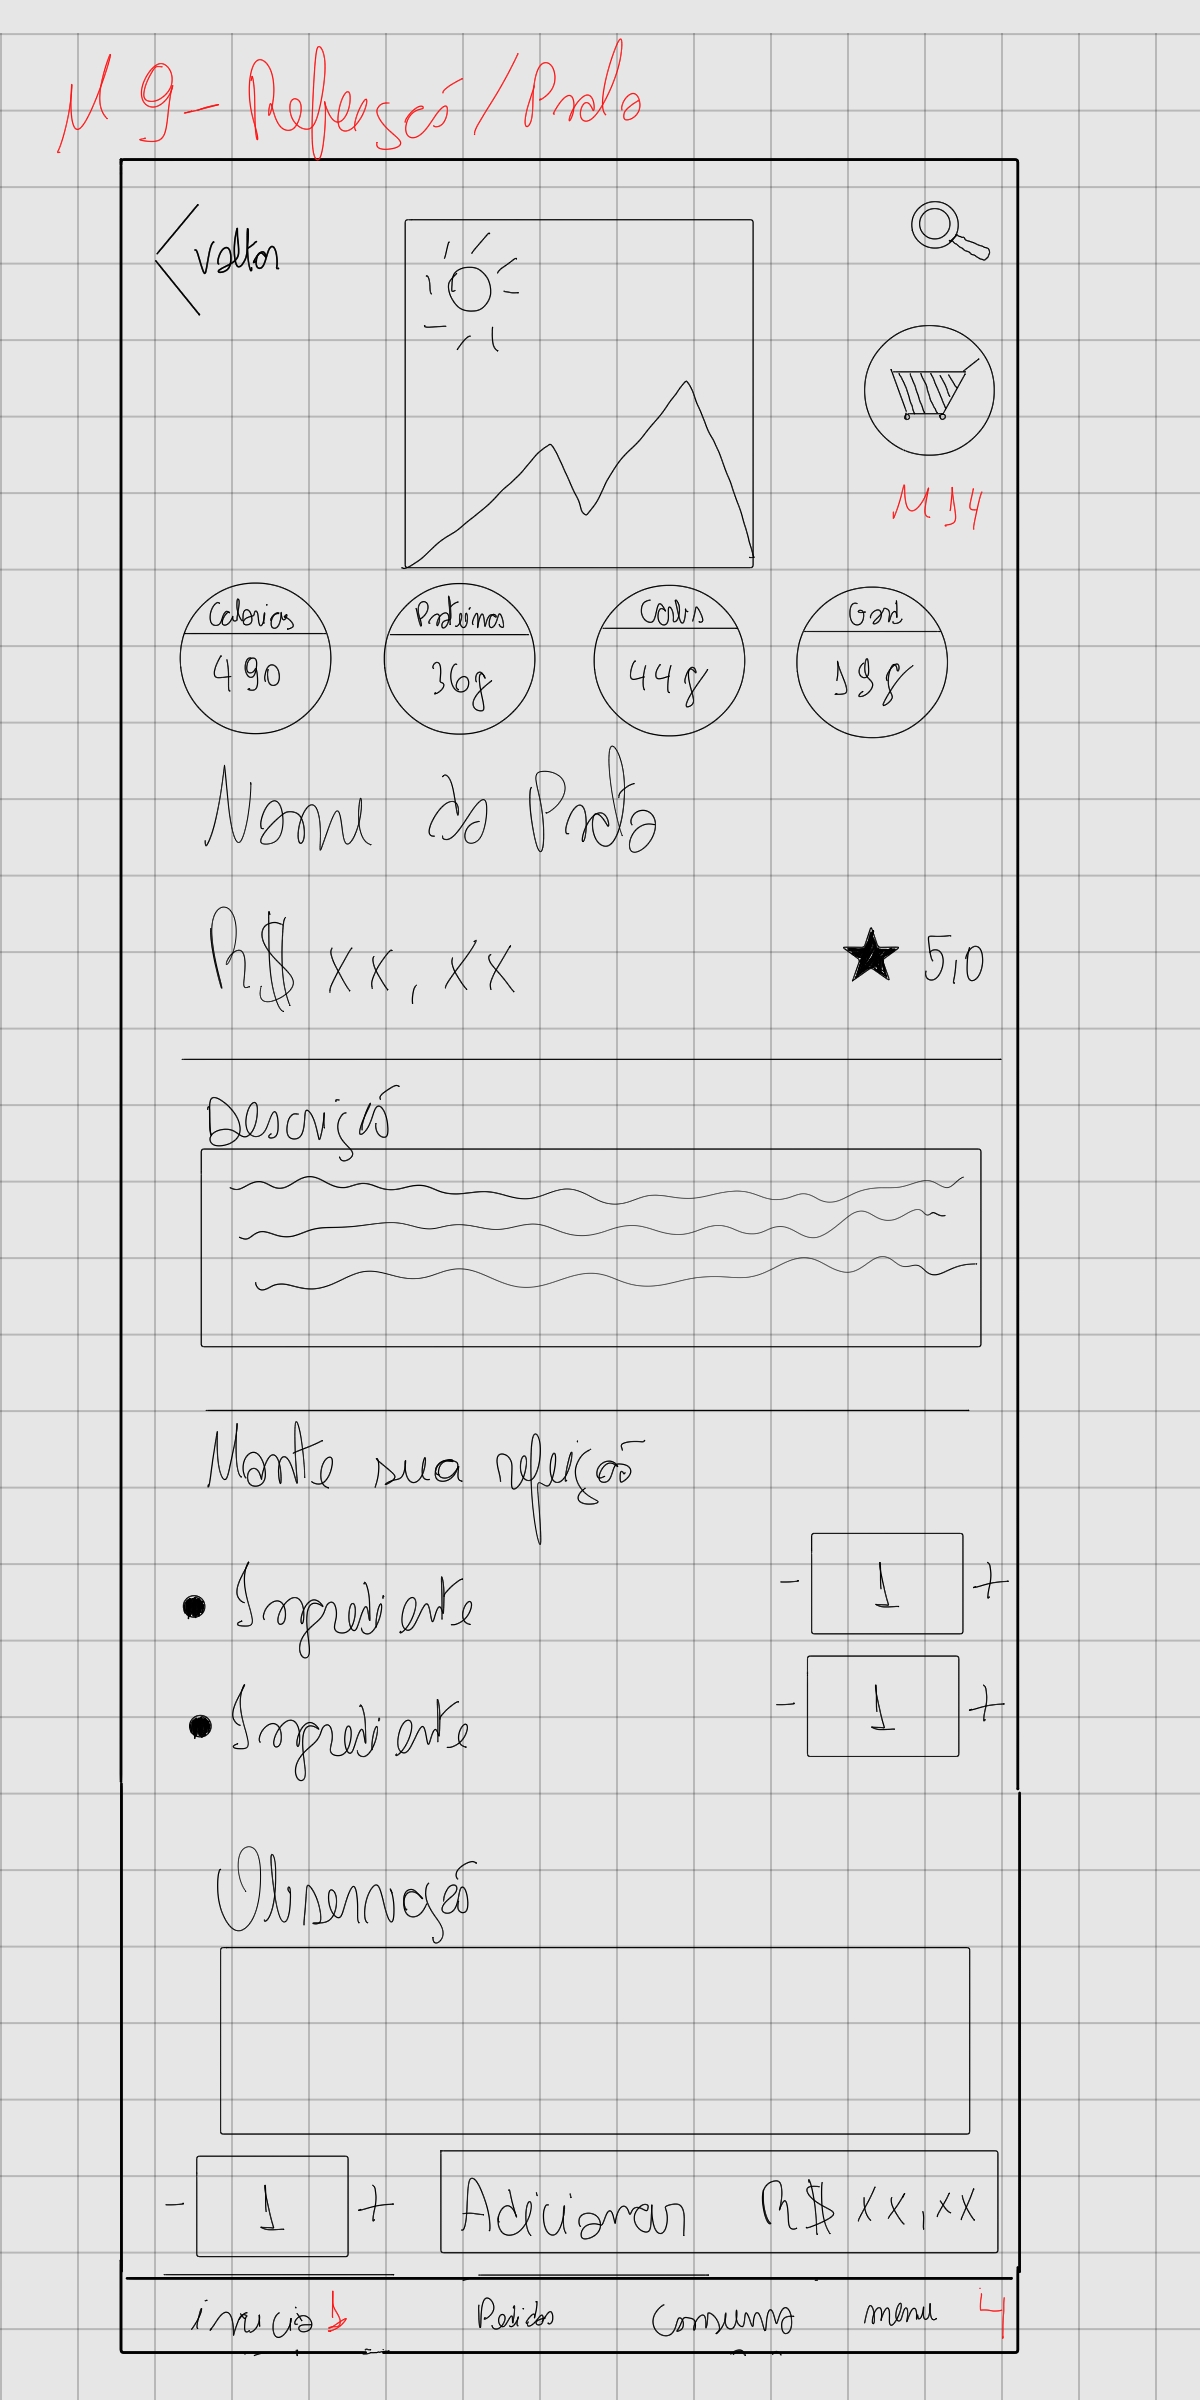 M 9 - Refeição / Prato
voltar
M14
Calorias
490
Proteínas
36g
Carbs
44g
Gord
19g
Nome do Prato
R$ xx,xx
5,0
Descrição
Monte sua refeição
Ingrediente
- 1 +
Ingrediente
- 1 +
Observação
- 1 + Adicionar R$ xx,xx
inicio 1 Pedidos Consumo menu 4